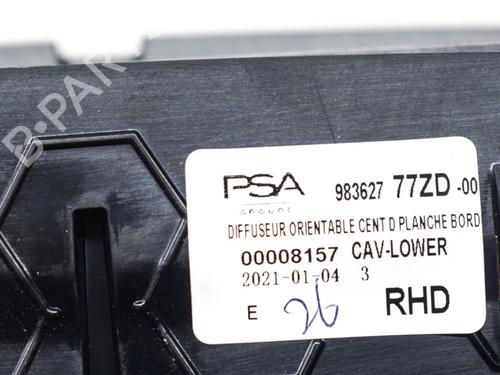 B-PARTS
PSA 983627 77ZD -00
GROUPE
DIFFUSEUR ORIENTABLE CENT D PLANCHE BORD
00008157 CAV-LOWER
2021-01-04 3
E 26 RHD